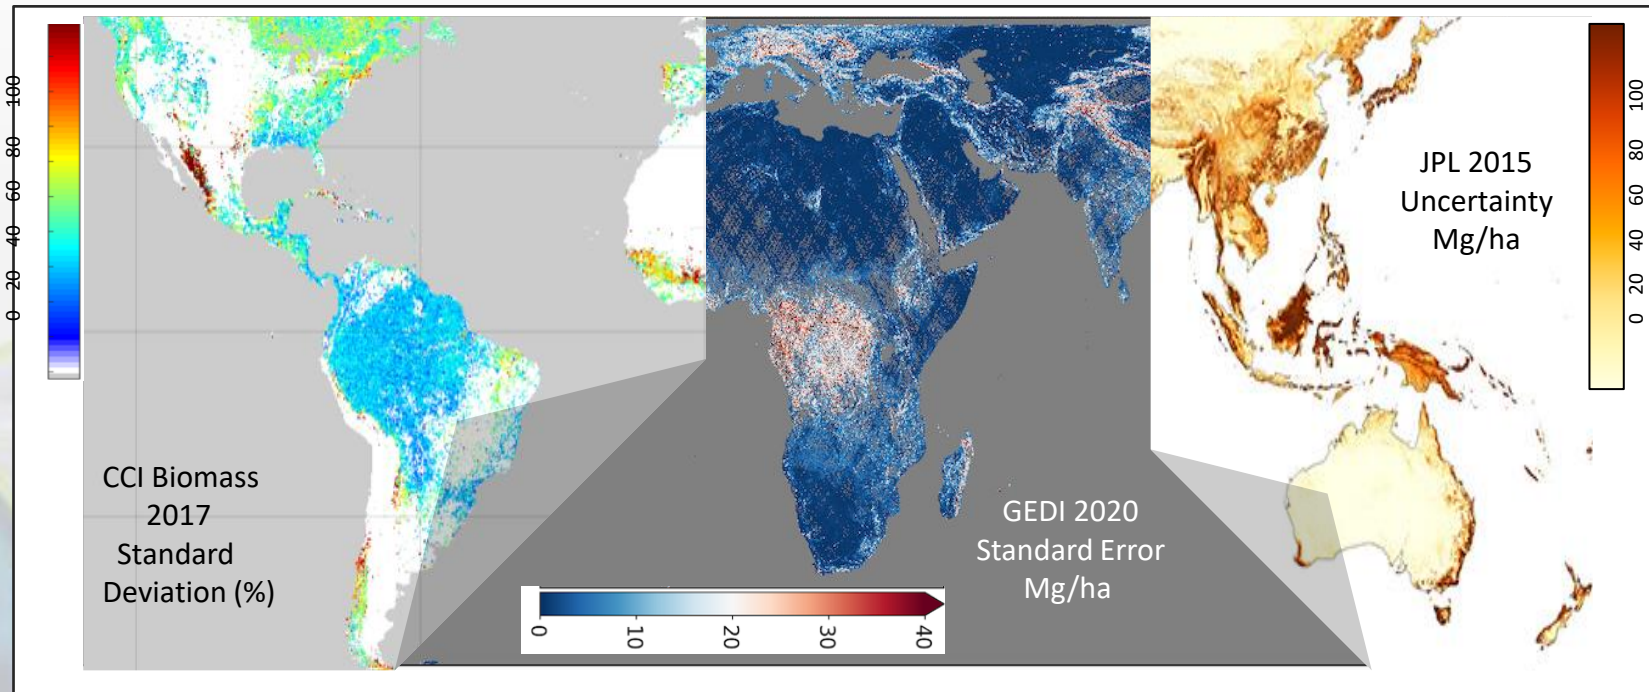 100
80
60
40
20
0
CCI Biomass
2017
Standard
Deviation (%)
GEDI 2020
Standard Error
Mg/ha
0
10
20
30
40
JPL 2015
Uncertainty
Mg/ha
100
80
60
40
20
0